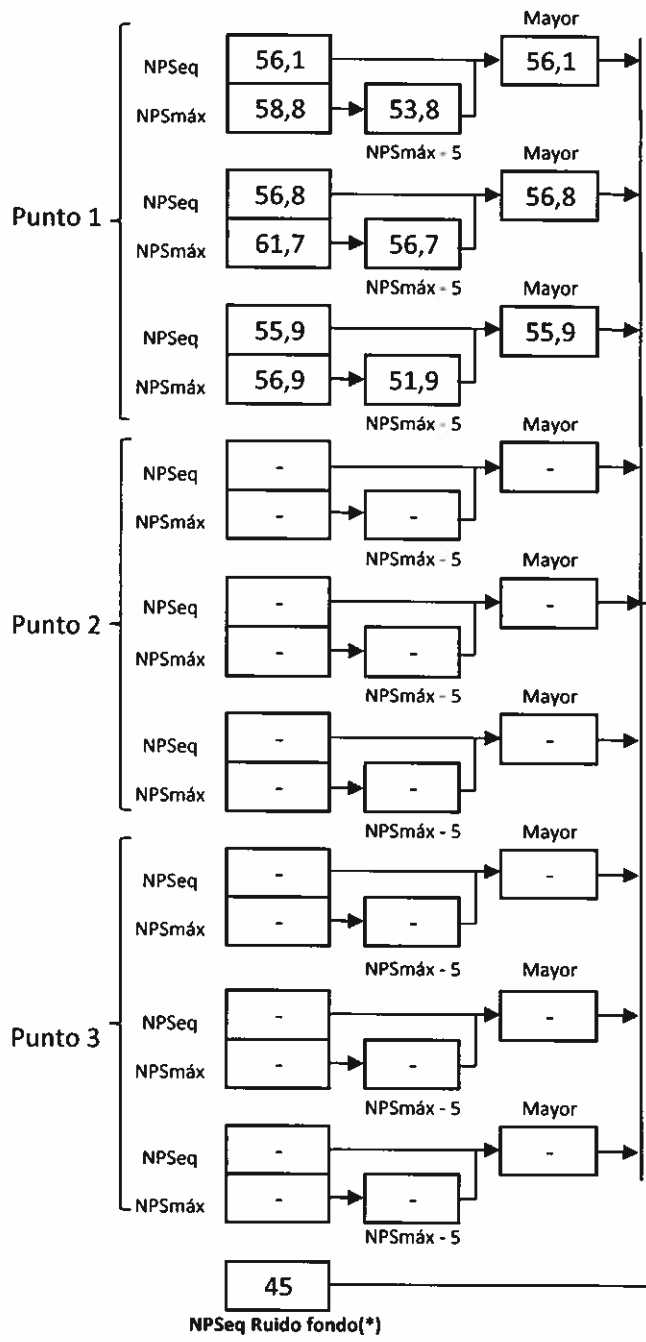 Mayor
NPSeq 56,1 56,1
NPSmáx 58,8 53,8
NPSmáx - 5
Mayor
NPSeq 56,8 56,8
Punto 1
NPSmáx 61,7 56,7
NPSmáx - 5
Mayor
NPSeq 55,9 55,9
NPSmáx 56,9 51,9
NPSmáx - 5
Mayor
NPSeq - -
NPSmáx - -
NPSmáx - 5
Mayor
NPSeq - -
Punto 2
NPSmáx - -
NPSmáx - 5
Mayor
NPSeq - -
NPSmáx - -
NPSmáx - 5
Mayor
NPSeq - -
NPSmáx - -
NPSmáx - 5
Mayor
NPSeq - -
Punto 3
NPSmáx - -
NPSmáx - 5
Mayor
NPSeq - -
NPSmáx - -
NPSmáx - 5
45
NPSeq Ruido fondo(*)